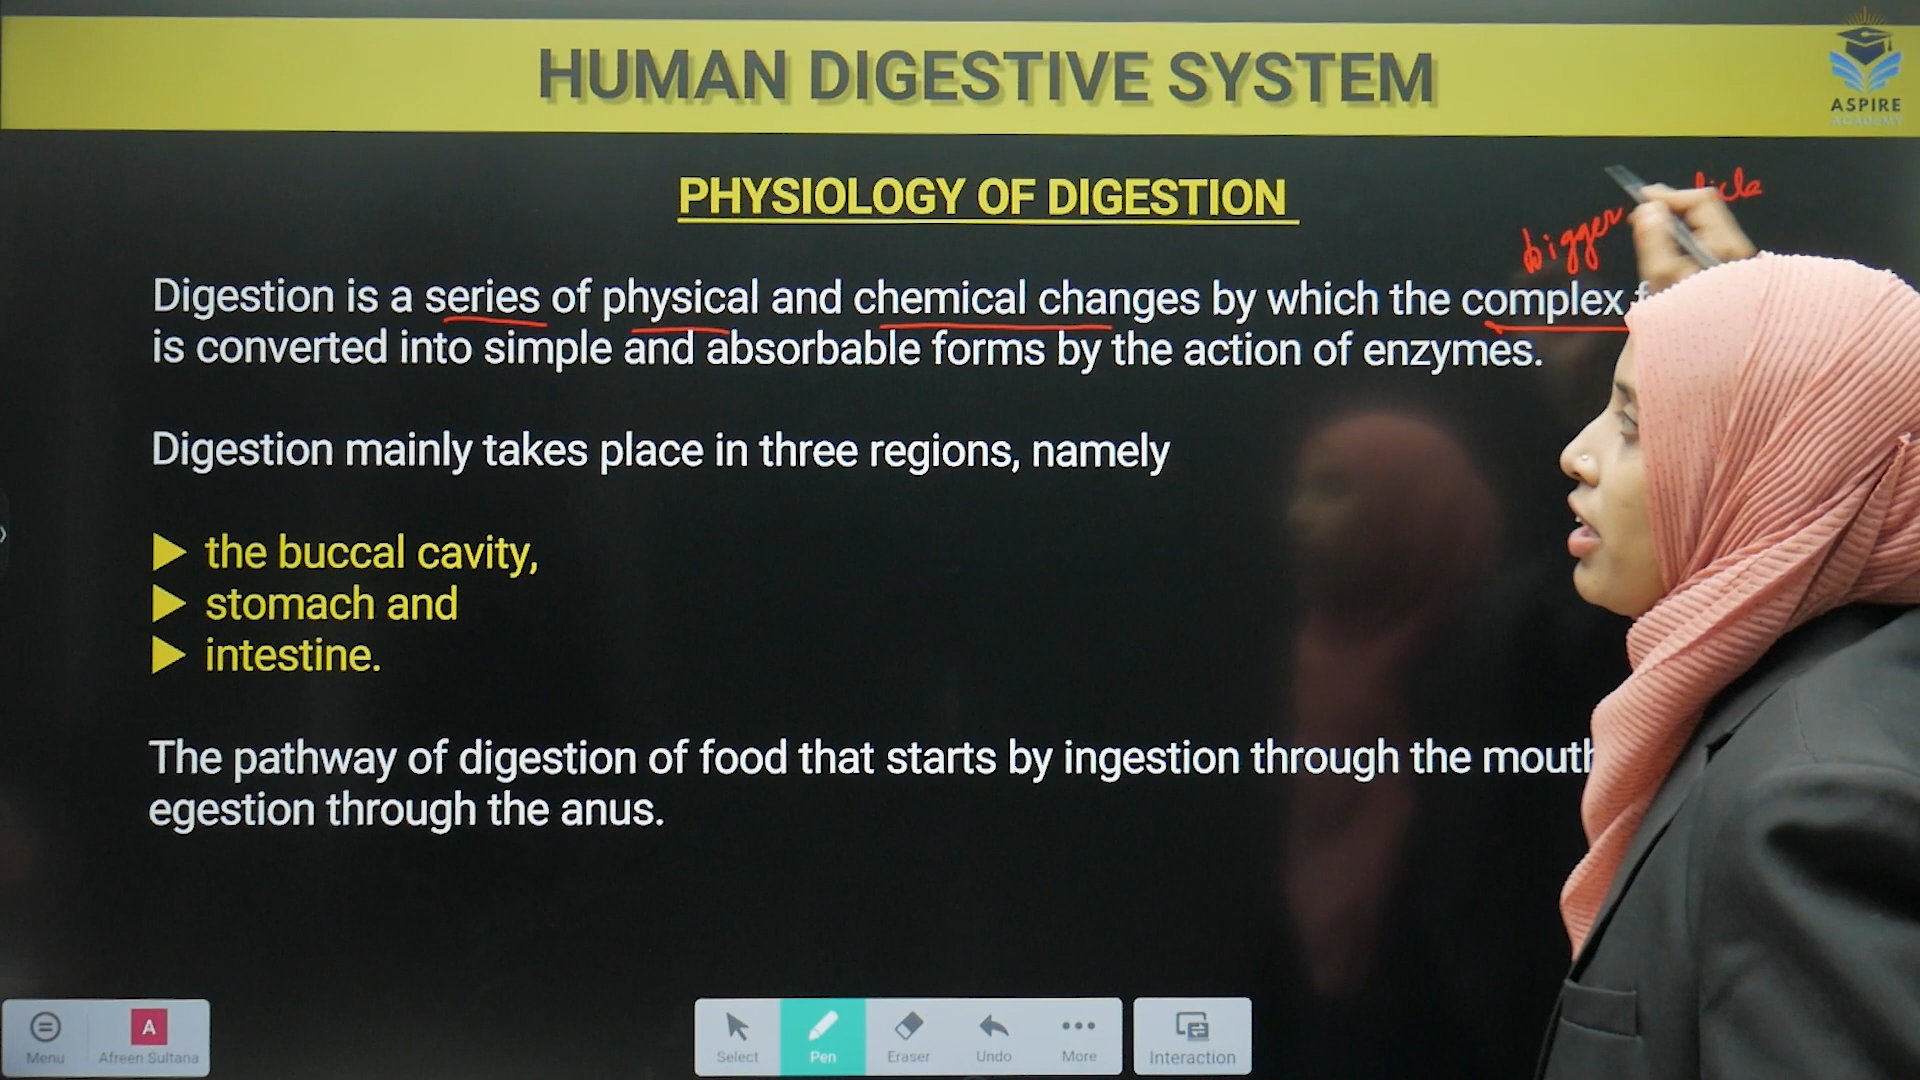 HUMAN DIGESTIVE SYSTEM
ASPIRE
ACADEMY
PHYSIOLOGY OF DIGESTION
bigger
Digestion is a series of physical and chemical changes by which the complex
is converted into simple and absorbable forms by the action of enzymes.
Digestion mainly takes place in three regions, namely
the buccal cavity,
stomach and
intestine.
The pathway of digestion of food that starts by ingestion through the mouth
egestion through the anus.
Menu
A
Afreen Sultana
Select
Pen
Eraser
Undo
More
Interaction